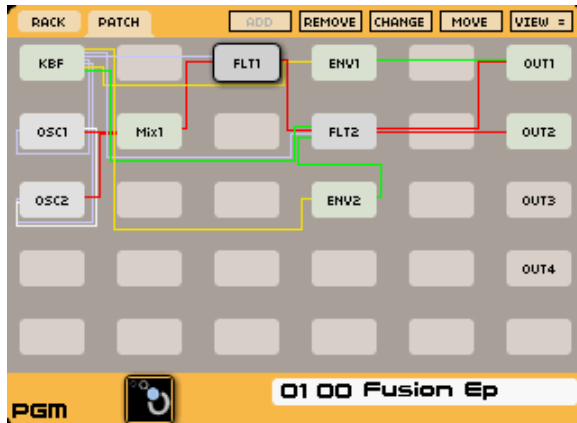 RACK PATCH ADD REMOVE CHANGE MOVE VIEW =
KBF FLT1 ENV1 OUT1
OSC1 Mix1 FLT2 OUT2
OSC2 ENV2 OUT3
OUT4
PGM 01 00 Fusion Ep